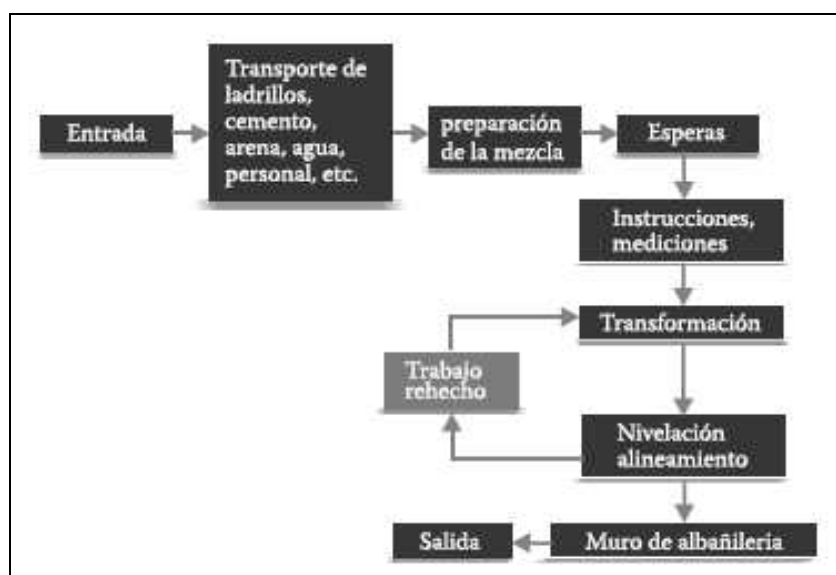 Entrada
Transporte de
ladrillos,
cemento,
arena, agua,
personal, etc.
preparación
de la mezcla
Esperas
Instrucciones,
mediciones
Transformación
Trabajo
rehecho
Nivelación
alineamiento
Muro de albañileria
Salida